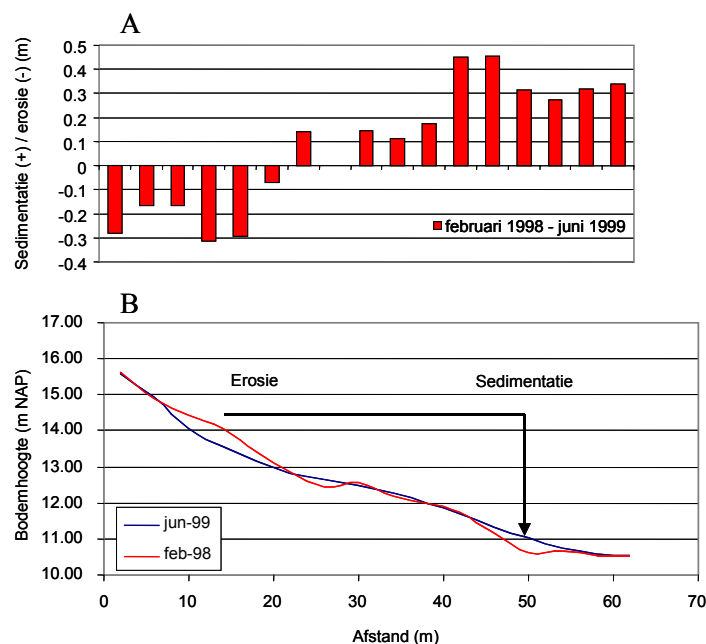 A
Sedimentatie (+) / erosie (-) (m)
0.5
0.4
0.3
0.2
0.1
0
-0.1
-0.2
-0.3
-0.4
februari 1998 - juni 1999
B
Bodemhoogte (m NAP)
17.00
16.00
15.00
14.00
13.00
12.00
11.00
10.00
Erosie
Sedimentatie
jun-99
feb-98
0 10 20 30 40 50 60 70
Afstand (m)